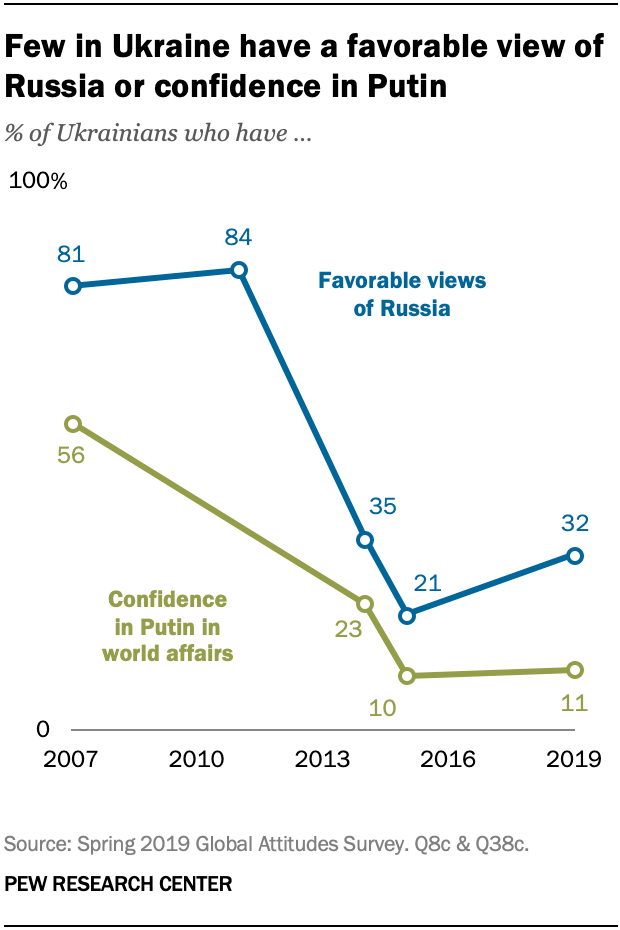 Few in Ukraine have a favorable view of
Russia or confidence in Putin
% of Ukrainians who have ...
100%
81
84
Favorable views
of Russia
56
35
32
21
Confidence
in Putin in
world affairs
23
10
11
0
2007
2010
2013
2016
2019
Source: Spring 2019 Global Attitudes Survey. Q8c & Q38c.
PEW RESEARCH CENTER